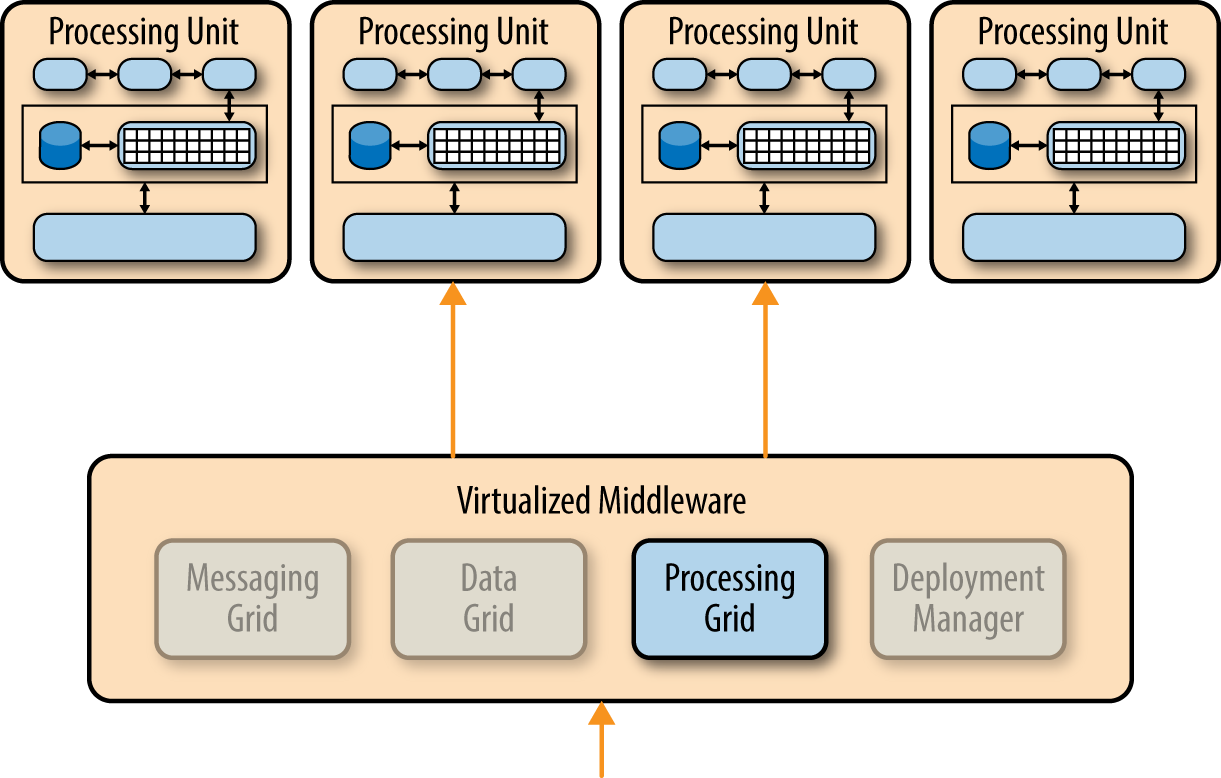 Processing Unit
Processing Unit
Processing Unit
Processing Unit
Virtualized Middleware
Messaging
Grid
Data
Grid
Processing
Grid
Deployment
Manager